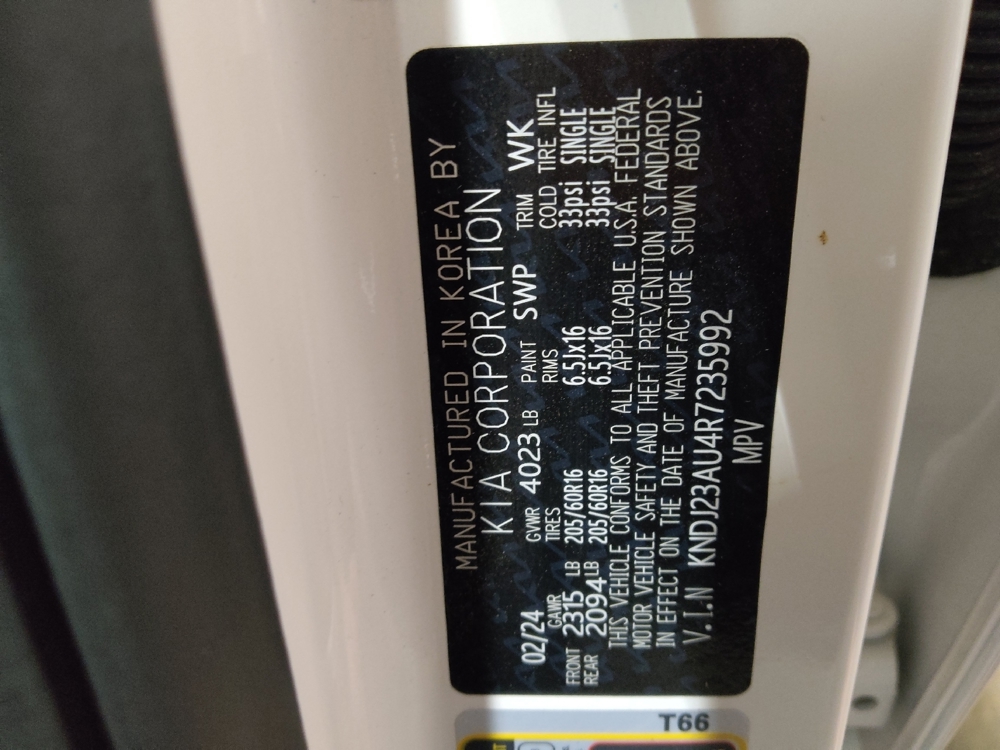 MANUFACTURED IN KOREA BY
KIA CORPORATION
02/24 GVWR 4023 LB PAINT SWP TRIM WK
GAWR TIRES RIMS COLD TIRE INFL
FRONT 2315 LB 205/60R16 6.5Jx16 33psi SINGLE
REAR 2094 LB 205/60R16 6.5Jx16 33psi SINGLE
THIS VEHICLE CONFORMS TO ALL APPLICABLE U.S.A. FEDERAL
MOTOR VEHICLE SAFETY AND THEFT PREVENTION STANDARDS
IN EFFECT ON THE DATE OF MANUFACTURE SHOWN ABOVE.
V.I.N KNDJ23AU4R7235992
MPV
T66